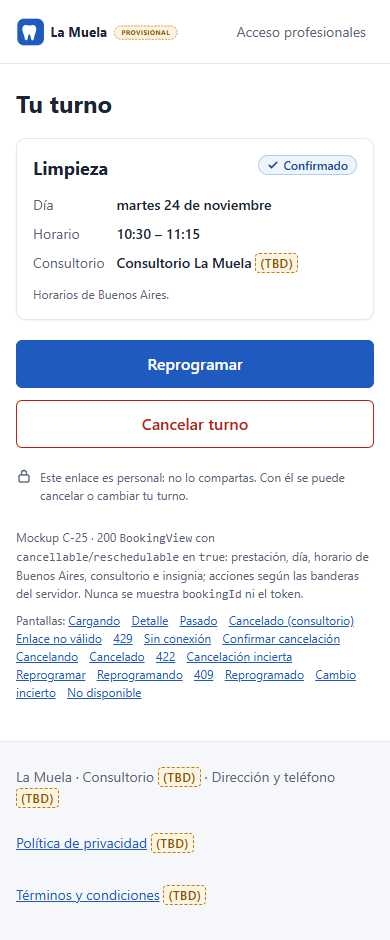 La Muela PROVISIONAL Acceso profesionales
Tu turno
Limpieza Confirmado
Día martes 24 de noviembre
Horario 10:30 – 11:15
Consultorio Consultorio La Muela (TBD)
Horarios de Buenos Aires.
Reprogramar
Cancelar turno
Este enlace es personal: no lo compartas. Con él se puede
cancelar o cambiar tu turno.
Mockup C-25 · 200 BookingView con
cancellable/reschedulable en true: prestación, día, horario de
Buenos Aires, consultorio e insignia; acciones según las banderas
del servidor. Nunca se muestra bookingId ni el token.
Pantallas: Cargando Detalle Pasado Cancelado (consultorio)
Enlace no válido 429 Sin conexión Confirmar cancelación
Cancelando Cancelado 422 Cancelación incierta
Reprogramar Reprogramando 409 Reprogramado Cambio
incierto No disponible
La Muela · Consultorio (TBD) · Dirección y teléfono
(TBD)
Política de privacidad (TBD)
Términos y condiciones (TBD)